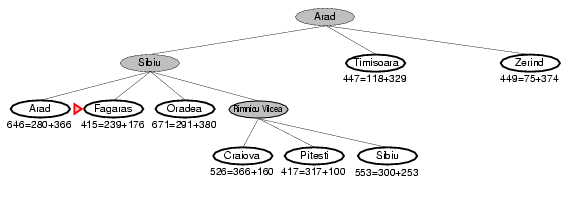 Arad
Sibiu
Timisoara
Zerind
447=118+329
449=75+374
Arad
Fagaras
Oradea
Rimnicu Vilcea
646=280+366
415=239+176
671=291+380
Craiova
Pitesti
Sibiu
526=366+160
417=317+100
553=300+253